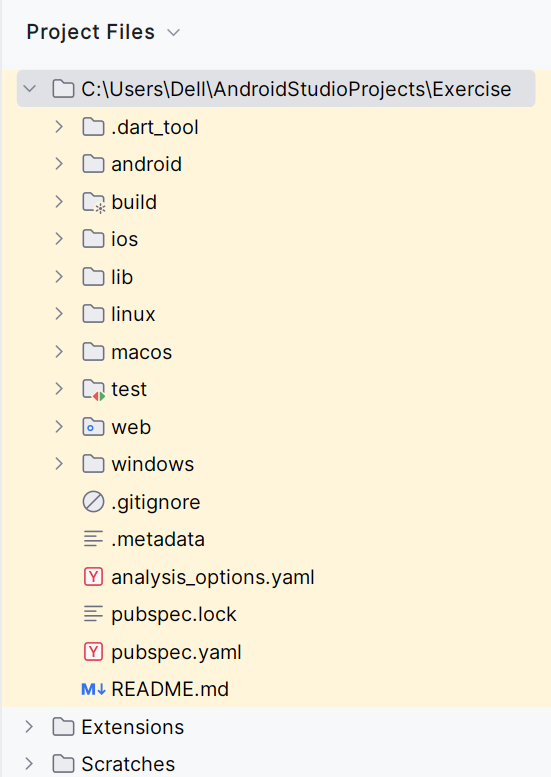 Project Files
C:\Users\Dell\AndroidStudioProjects\Exercise
.dart_tool
android
build
ios
lib
linux
macos
test
web
windows
.gitignore
.metadata
Y analysis_options.yaml
pubspec.lock
Y pubspec.yaml
M↓ README.md
Extensions
Scratches